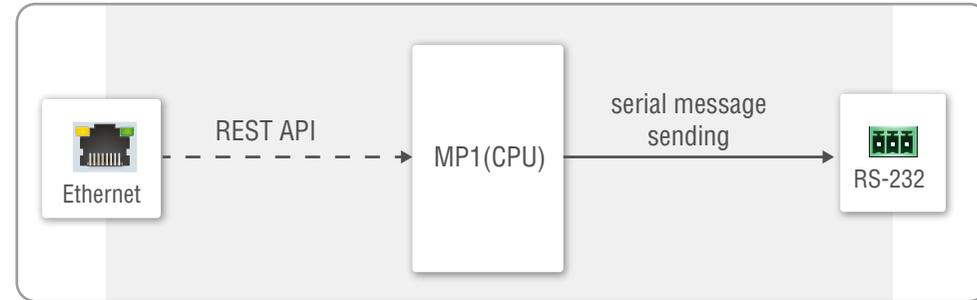 Ethernet
REST API
MP1(CPU)
serial message
sending
RS-232